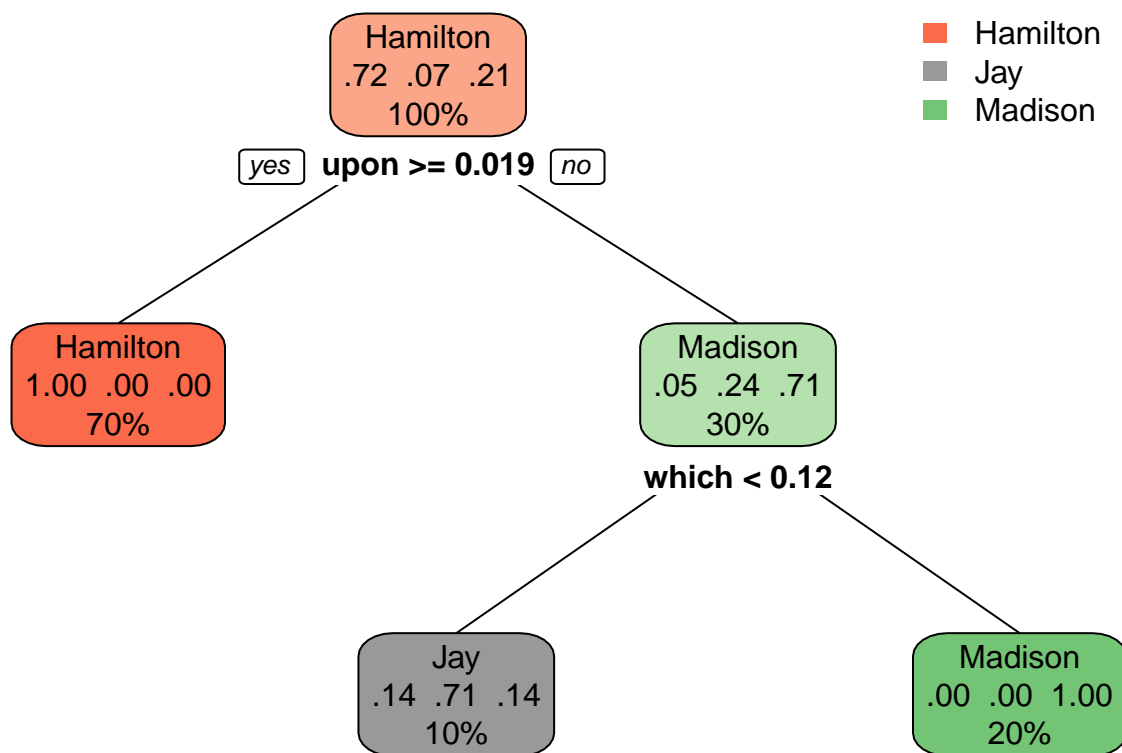 Hamilton
.72 .07 .21
100%
Hamilton
Jay
Madison
yes upon >= 0.019 no
Hamilton
1.00 .00 .00
70%
Madison
.05 .24 .71
30%
which < 0.12
Jay
.14 .71 .14
10%
Madison
.00 .00 1.00
20%